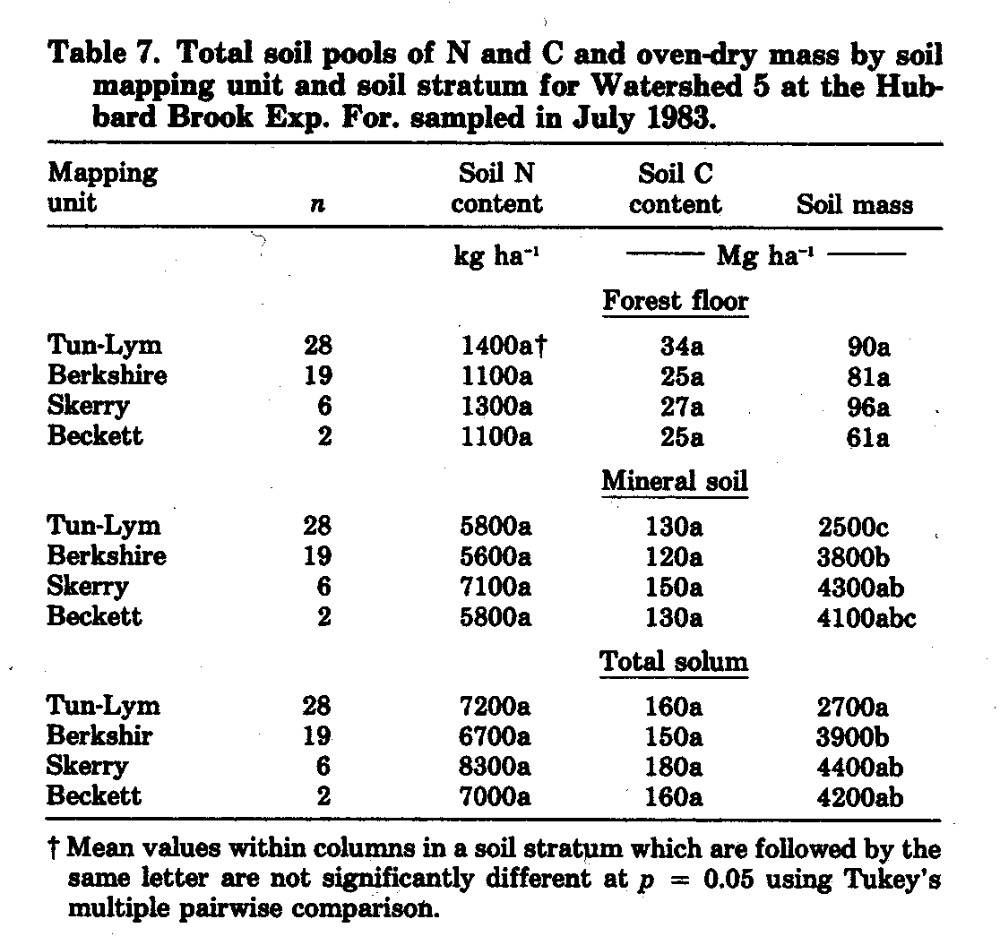 Table 7. Total soil pools of N and C and oven-dry mass by soil
mapping unit and soil stratum for Watershed 5 at the Hub-
bard Brook Exp. For. sampled in July 1983.
Mapping unit n Soil N content Soil C content Soil mass
kg ha⁻¹ Mg ha⁻¹
Forest floor
Tun-Lym 28 1400a† 34a 90a
Berkshire 19 1100a 25a 81a
Skerry 6 1300a 27a 96a
Beckett 2 1100a 25a 61a
Mineral soil
Tun-Lym 28 5800a 130a 2500c
Berkshire 19 5600a 120a 3800b
Skerry 6 7100a 150a 4300ab
Beckett 2 5800a 130a 4100abc
Total solum
Tun-Lym 28 7200a 160a 2700a
Berkshir 19 6700a 150a 3900b
Skerry 6 8300a 180a 4400ab
Beckett 2 7000a 160a 4200ab
† Mean values within columns in a soil stratum which are followed by the
same letter are not significantly different at p = 0.05 using Tukey's
multiple pairwise comparison.